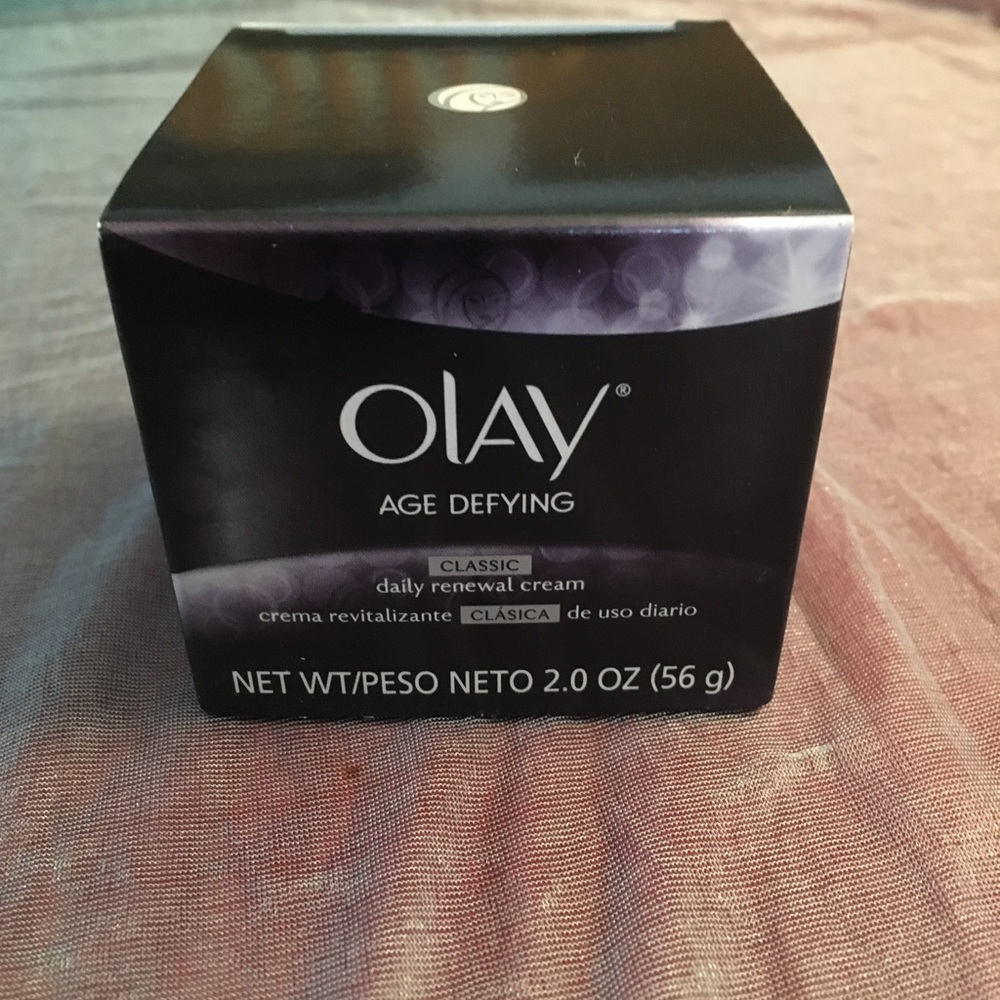 OLAY®
AGE DEFYING
CLASSIC
daily renewal cream
crema revitalizante CLÁSICA de uso diario
NET WT/PESO NETO 2.0 OZ (56 g)